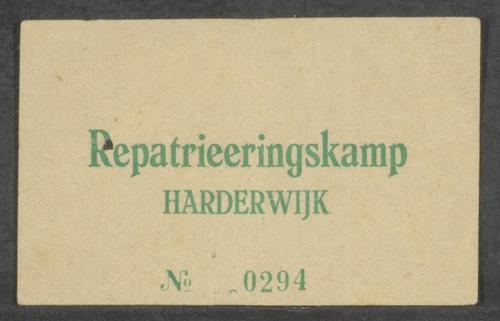 Repatrieeringskamp
HARDERWIJK
№ 0294